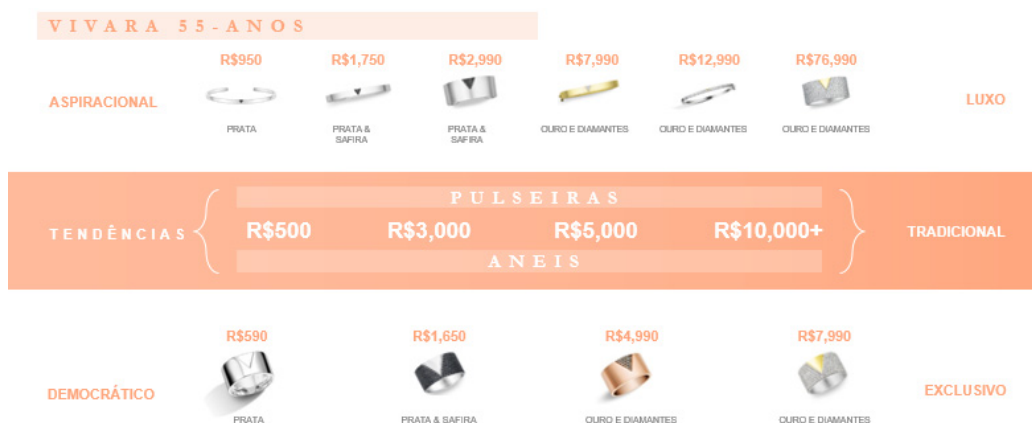 VIVARA 55-ANOS
R$950 R$1,750 R$2,990 R$7,990 R$12,990 R$76,990
ASPIRACIONAL LUXO
PRATA PRATA & SAFIRA PRATA & SAFIRA OURO E DIAMANTES OURO E DIAMANTES OURO E DIAMANTES
PULSEIRAS
TENDÊNCIAS R$500 R$3,000 R$5,000 R$10,000+ TRADICIONAL
ANEIS
R$590 R$1,650 R$4,990 R$7,990
DEMOCRÁTICO EXCLUSIVO
PRATA PRATA & SAFIRA OURO E DIAMANTES OURO E DIAMANTES